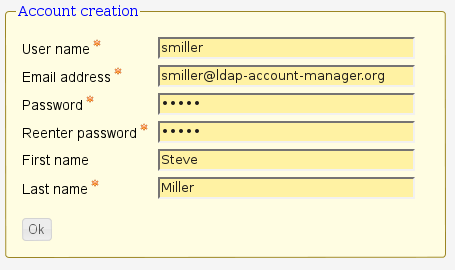 Account creation
User name * smiller
Email address * smiller@ldap-account-manager.org
Password * •••••
Reenter password * •••••
First name Steve
Last name * Miller
Ok